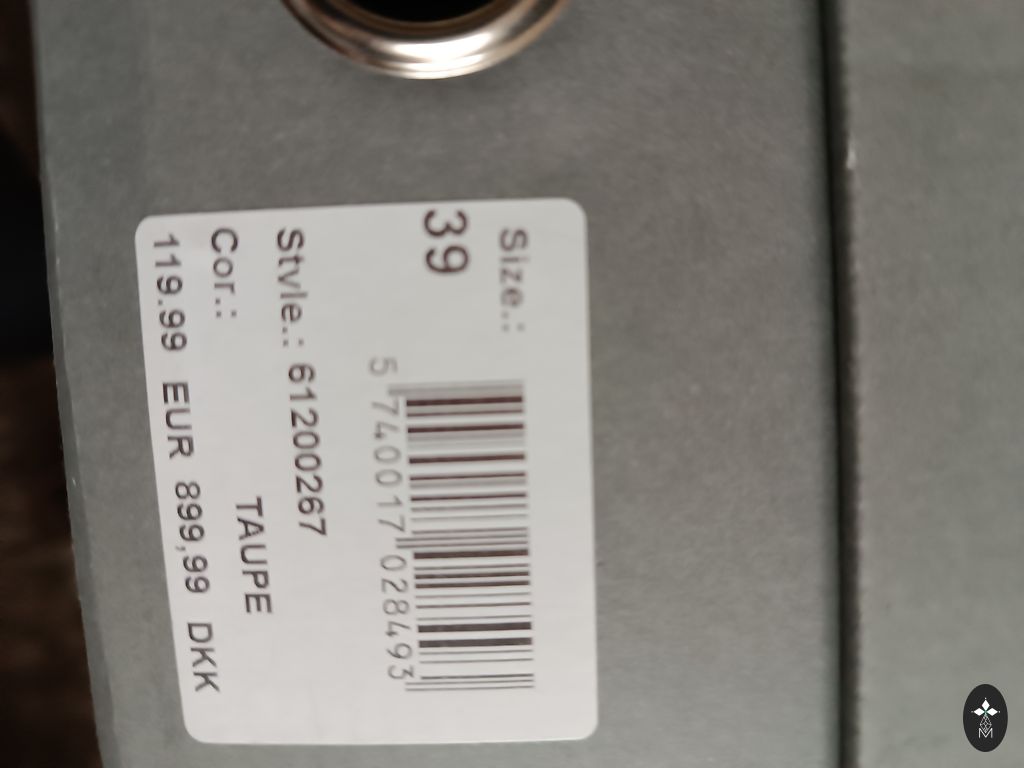 Size.:
39
5 740017 028493
Style.: 61200267
Cor.: TAUPE
119.99 EUR 899,99 DKK
M